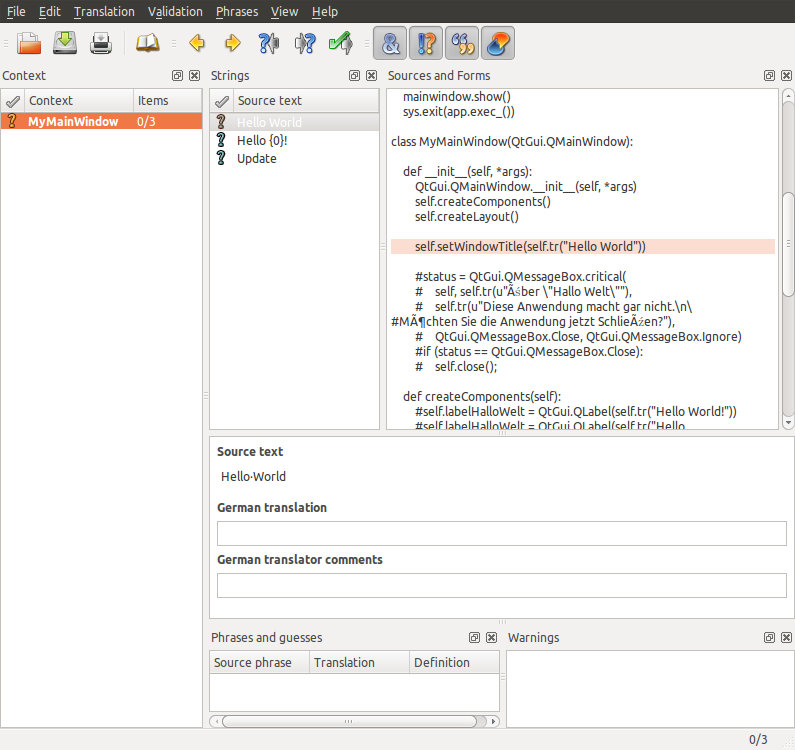 File Edit Translation Validation Phrases View Help
Context
Strings
Sources and Forms
Context Items
MyMainWindow 0/3
Source text
Hello World
Hello {0}!
Update
mainwindow.show()
sys.exit(app.exec_())
class MyMainWindow(QtGui.QMainWindow):
def __init__(self, *args):
QtGui.QMainWindow.__init__(self, *args)
self.createComponents()
self.createLayout()
self.setWindowTitle(self.tr("Hello World"))
#status = QtGui.QMessageBox.critical(
# self, self.tr(u"Ãśber \"Hallo Welt\""),
# self.tr(u"Diese Anwendung macht gar nicht.\n\
#MÃ¶chten Sie die Anwendung jetzt SchlieÃźen?"),
# QtGui.QMessageBox.Close, QtGui.QMessageBox.Ignore)
#if (status == QtGui.QMessageBox.Close):
# self.close();
def createComponents(self):
#self.labelHalloWelt = QtGui.QLabel(self.tr("Hello World!"))
#self.labelHalloWelt = QtGui.QLabel(self.tr("Hello
Source text
Hello·World
German translation
German translator comments
Phrases and guesses
Warnings
Source phrase Translation Definition
0/3